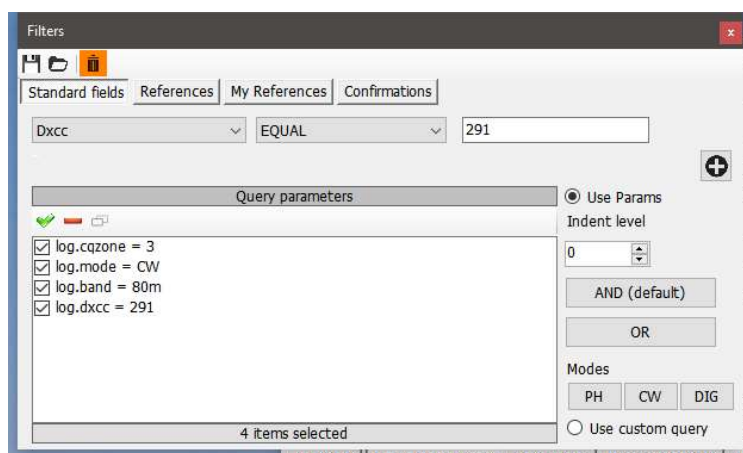 Filters
x
Standard fields References My References Confirmations
Dxcc EQUAL 291
Query parameters
Use Params
Indent level
log.cqzone = 3
log.mode = CW
log.band = 80m
log.dxcc = 291
0
AND (default)
OR
Modes
PH CW DIG
4 items selected
Use custom query